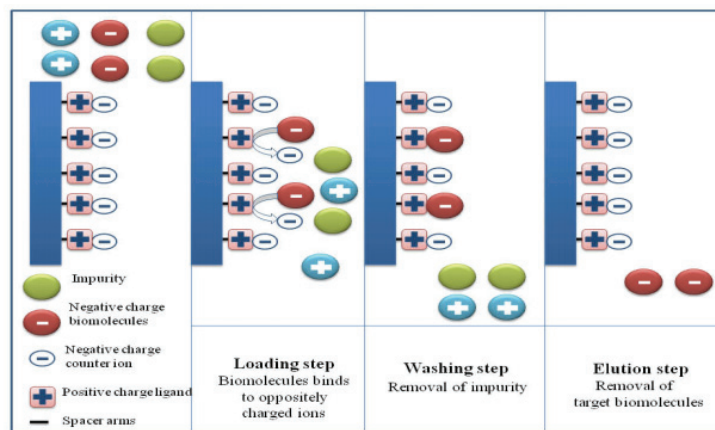 Impurity
Negative charge
biomolecules
Negative charge
counter ion
Positive charge ligand
Spacer arms
Loading step
Biomolecules binds
to oppositely
charged ions
Washing step
Removal of impurity
Elution step
Removal of
target biomolecules